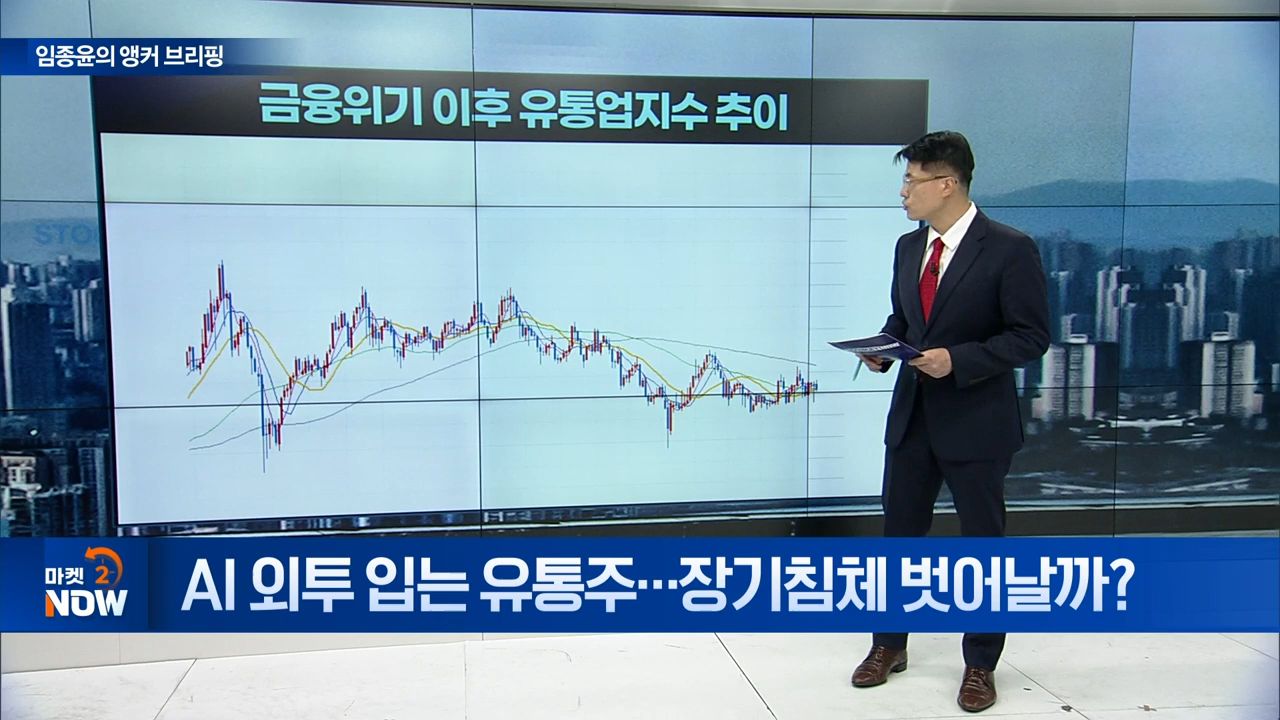 임종윤의 앵커 브리핑
금융위기 이후 유통업지수 추이
STO
마켓 2
NOW
AI 외투 입는 유통주…장기침체 벗어날까?